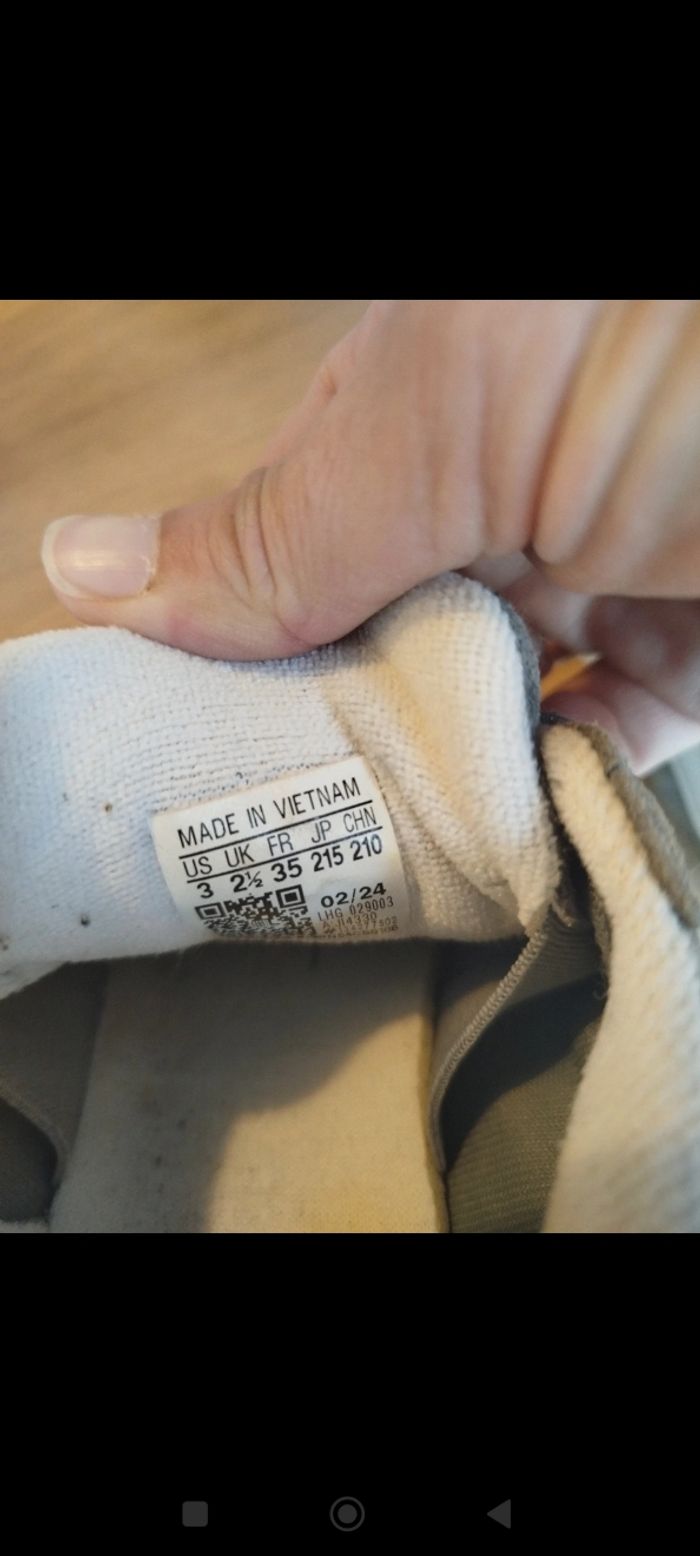 MADE IN VIETNAM
US UK FR JP CHN
3 2½ 35 215 210
02/24
LHG 029003